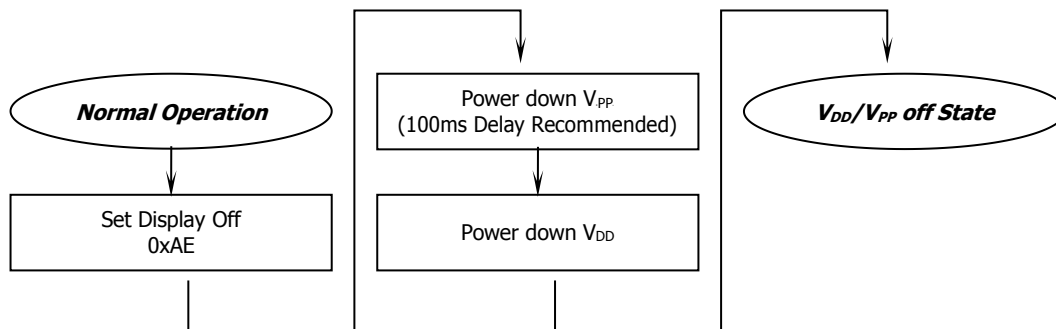 Normal Operation
Set Display Off
0xAE
Power down VPP
(100ms Delay Recommended)
Power down VDD
VDD/VPP off State